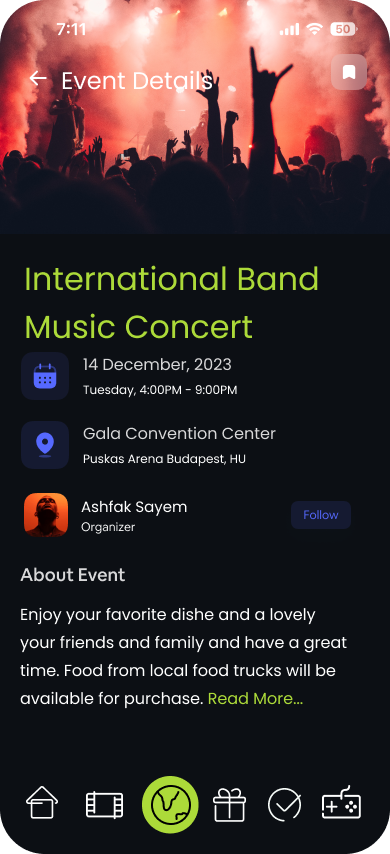 7:11
50
Event Details
International Band
Music Concert
14 December, 2023
Tuesday, 4:00PM - 9:00PM
Gala Convention Center
Puskas Arena Budapest, HU
Ashfak Sayem
Organizer
Follow
About Event
Enjoy your favorite dishe and a lovely
your friends and family and have a great
time. Food from local food trucks will be
available for purchase. Read More...